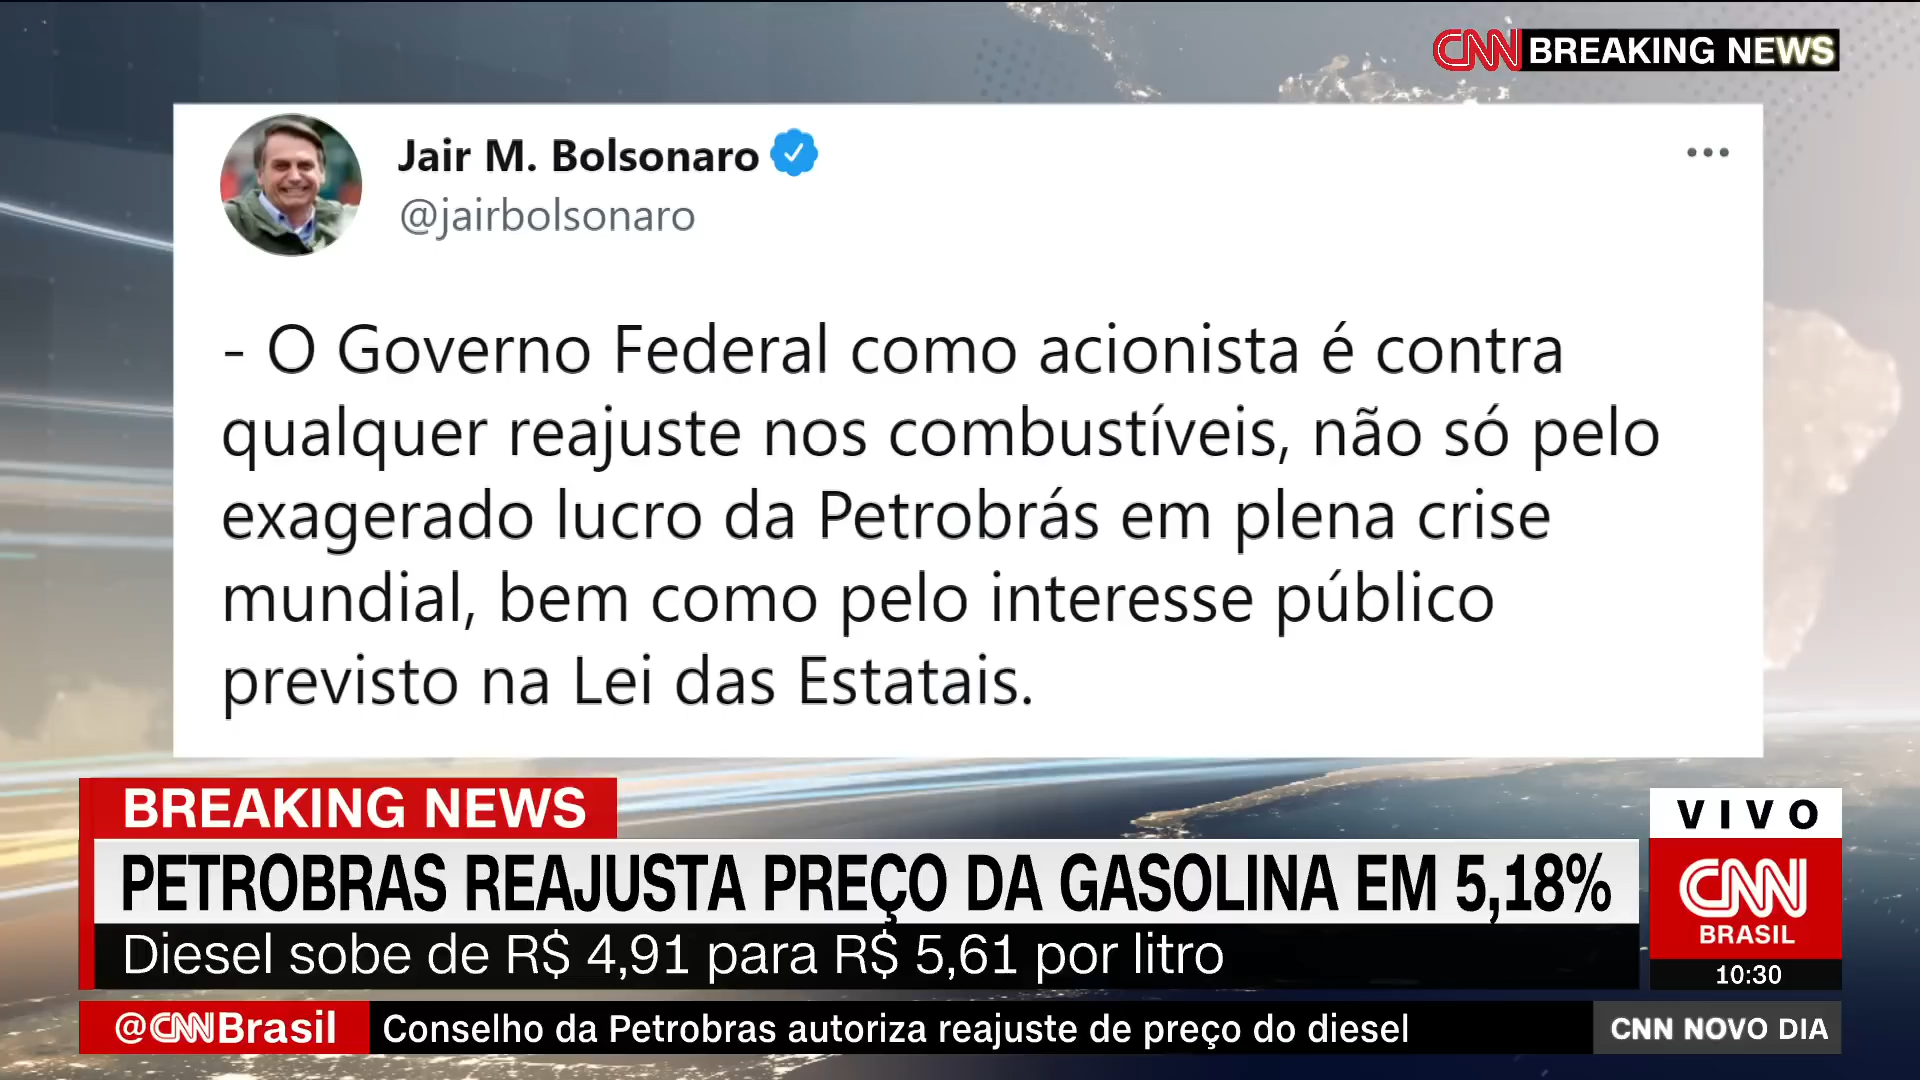 CNN BREAKING NEWS
Jair M. Bolsonaro
@jairbolsonaro
- O Governo Federal como acionista é contra
qualquer reajuste nos combustíveis, não só pelo
exagerado lucro da Petrobrás em plena crise
mundial, bem como pelo interesse público
previsto na Lei das Estatais.
BREAKING NEWS
PETROBRAS REAJUSTA PREÇO DA GASOLINA EM 5,18%
Diesel sobe de R$ 4,91 para R$ 5,61 por litro
VIVO
CNN
BRASIL
10:30
@CNNBrasil
Conselho da Petrobras autoriza reajuste de preço do diesel
CNN NOVO DIA